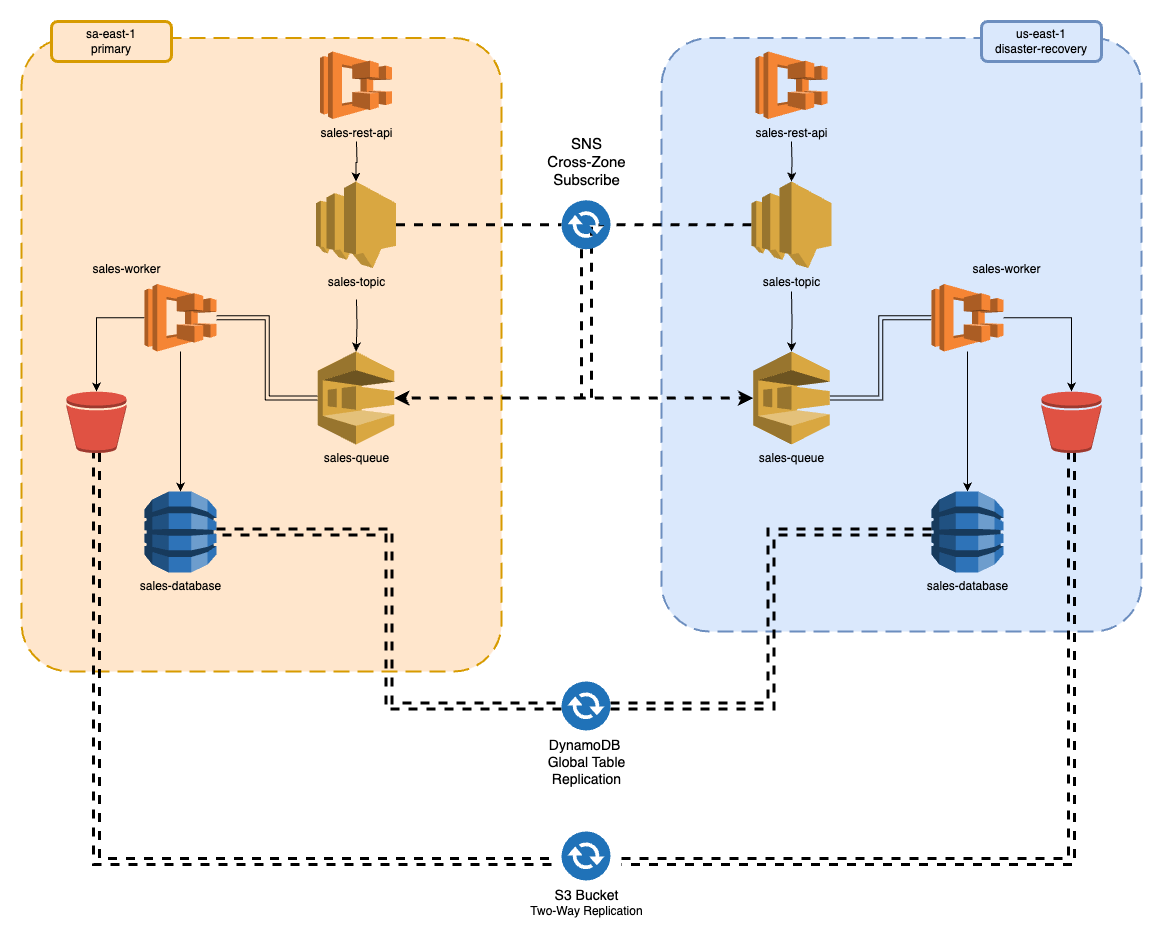 sa-east-1
primary
us-east-1
disaster-recovery
sales-rest-api
sales-rest-api
SNS
Cross-Zone
Subscribe
sales-worker
sales-topic
sales-topic
sales-worker
sales-queue
sales-queue
sales-database
sales-database
DynamoDB
Global Table
Replication
S3 Bucket
Two-Way Replication